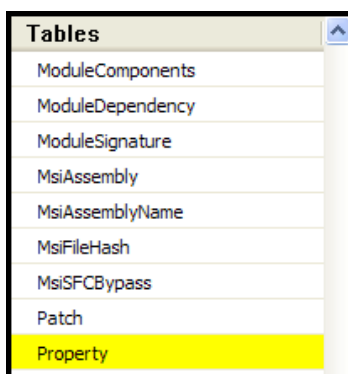 Tables
ModuleComponents
ModuleDependency
ModuleSignature
MsiAssembly
MsiAssemblyName
MsiFileHash
MsiSFCBypass
Patch
Property